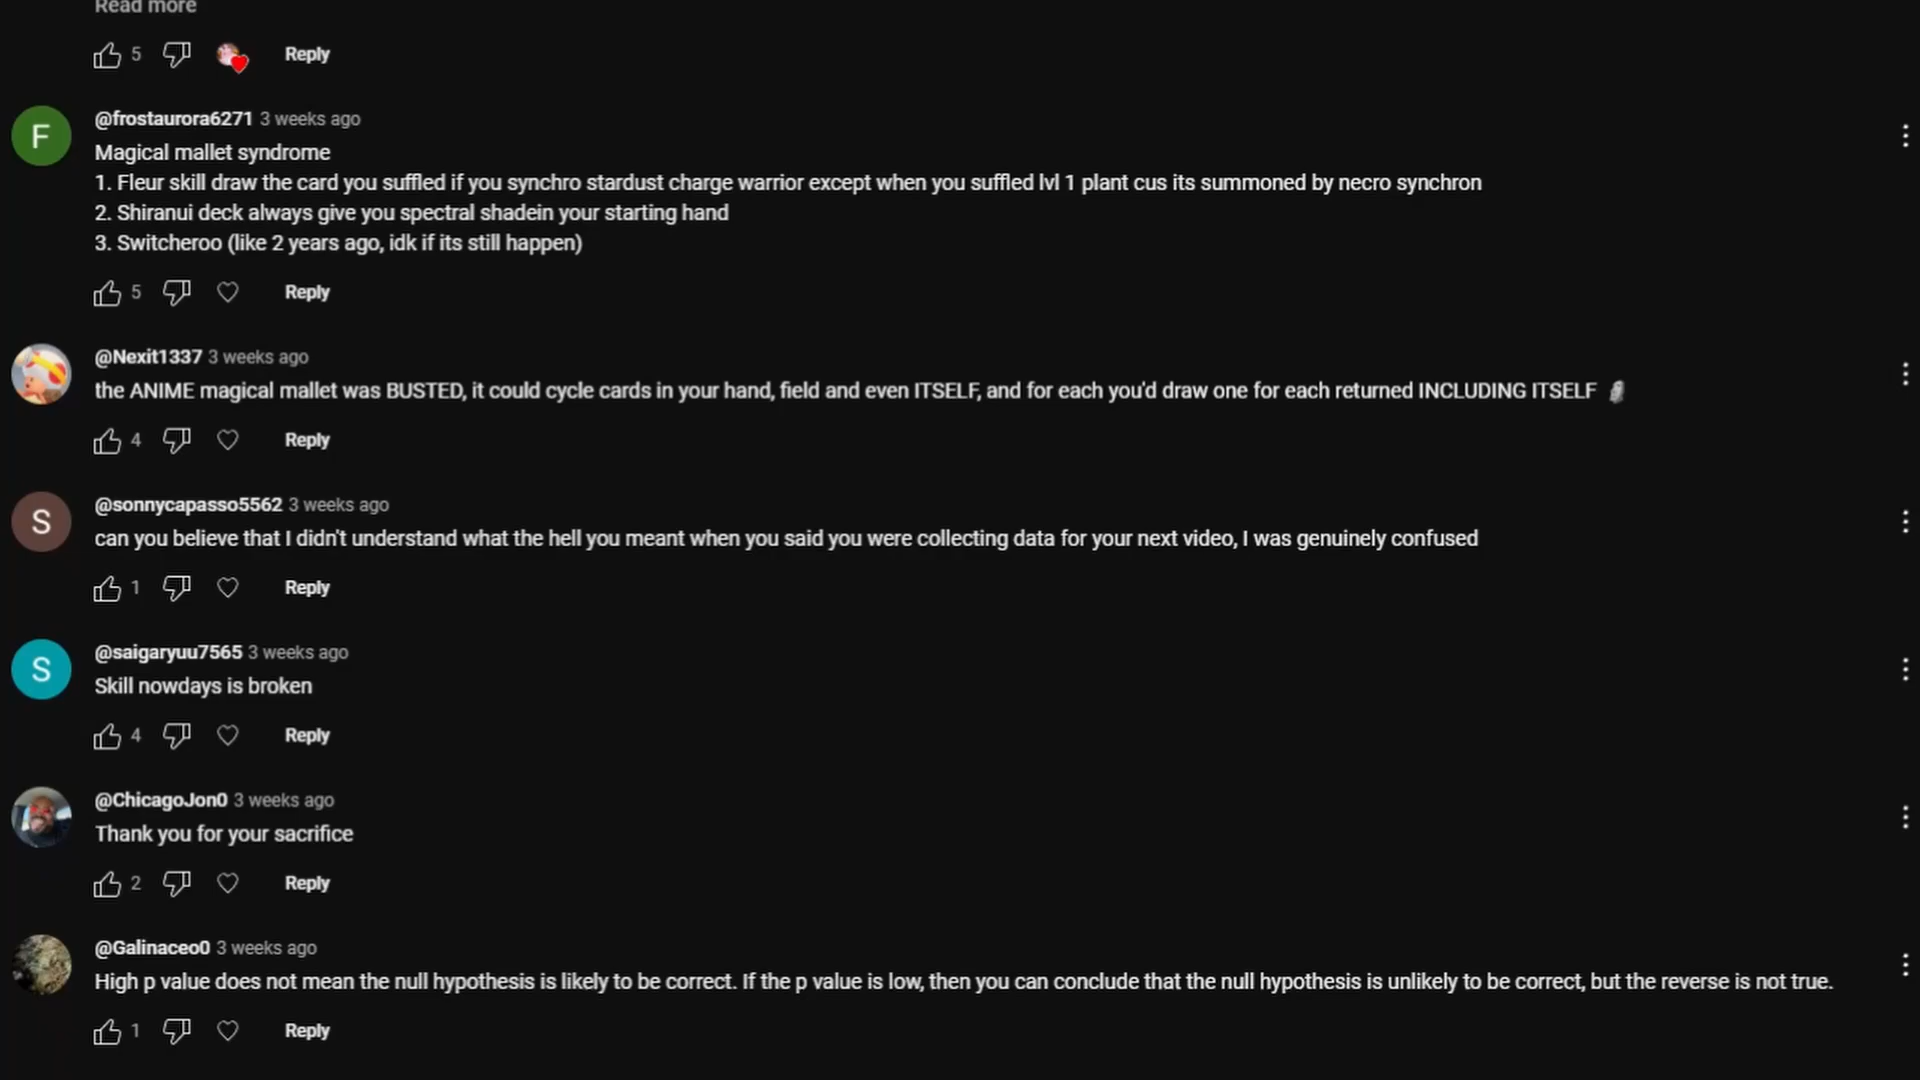 Read more
5 Reply
F @frostaurora6271 3 weeks ago
Magical mallet syndrome
1. Fleur skill draw the card you suffled if you synchro stardust charge warrior except when you suffled lvl 1 plant cus its summoned by necro synchron
2. Shiranui deck always give you spectral shadein your starting hand
3. Switcheroo (like 2 years ago, idk if its still happen)
5 Reply
@Nexit1337 3 weeks ago
the ANIME magical mallet was BUSTED, it could cycle cards in your hand, field and even ITSELF, and for each you'd draw one for each returned INCLUDING ITSELF 🗿
4 Reply
S @sonnycapasso5562 3 weeks ago
can you believe that I didn't understand what the hell you meant when you said you were collecting data for your next video, I was genuinely confused
1 Reply
S @saigaryuu7565 3 weeks ago
Skill nowdays is broken
4 Reply
@ChicagoJon0 3 weeks ago
Thank you for your sacrifice
2 Reply
@Galinaceo0 3 weeks ago
High p value does not mean the null hypothesis is likely to be correct. If the p value is low, then you can conclude that the null hypothesis is unlikely to be correct, but the reverse is not true.
1 Reply